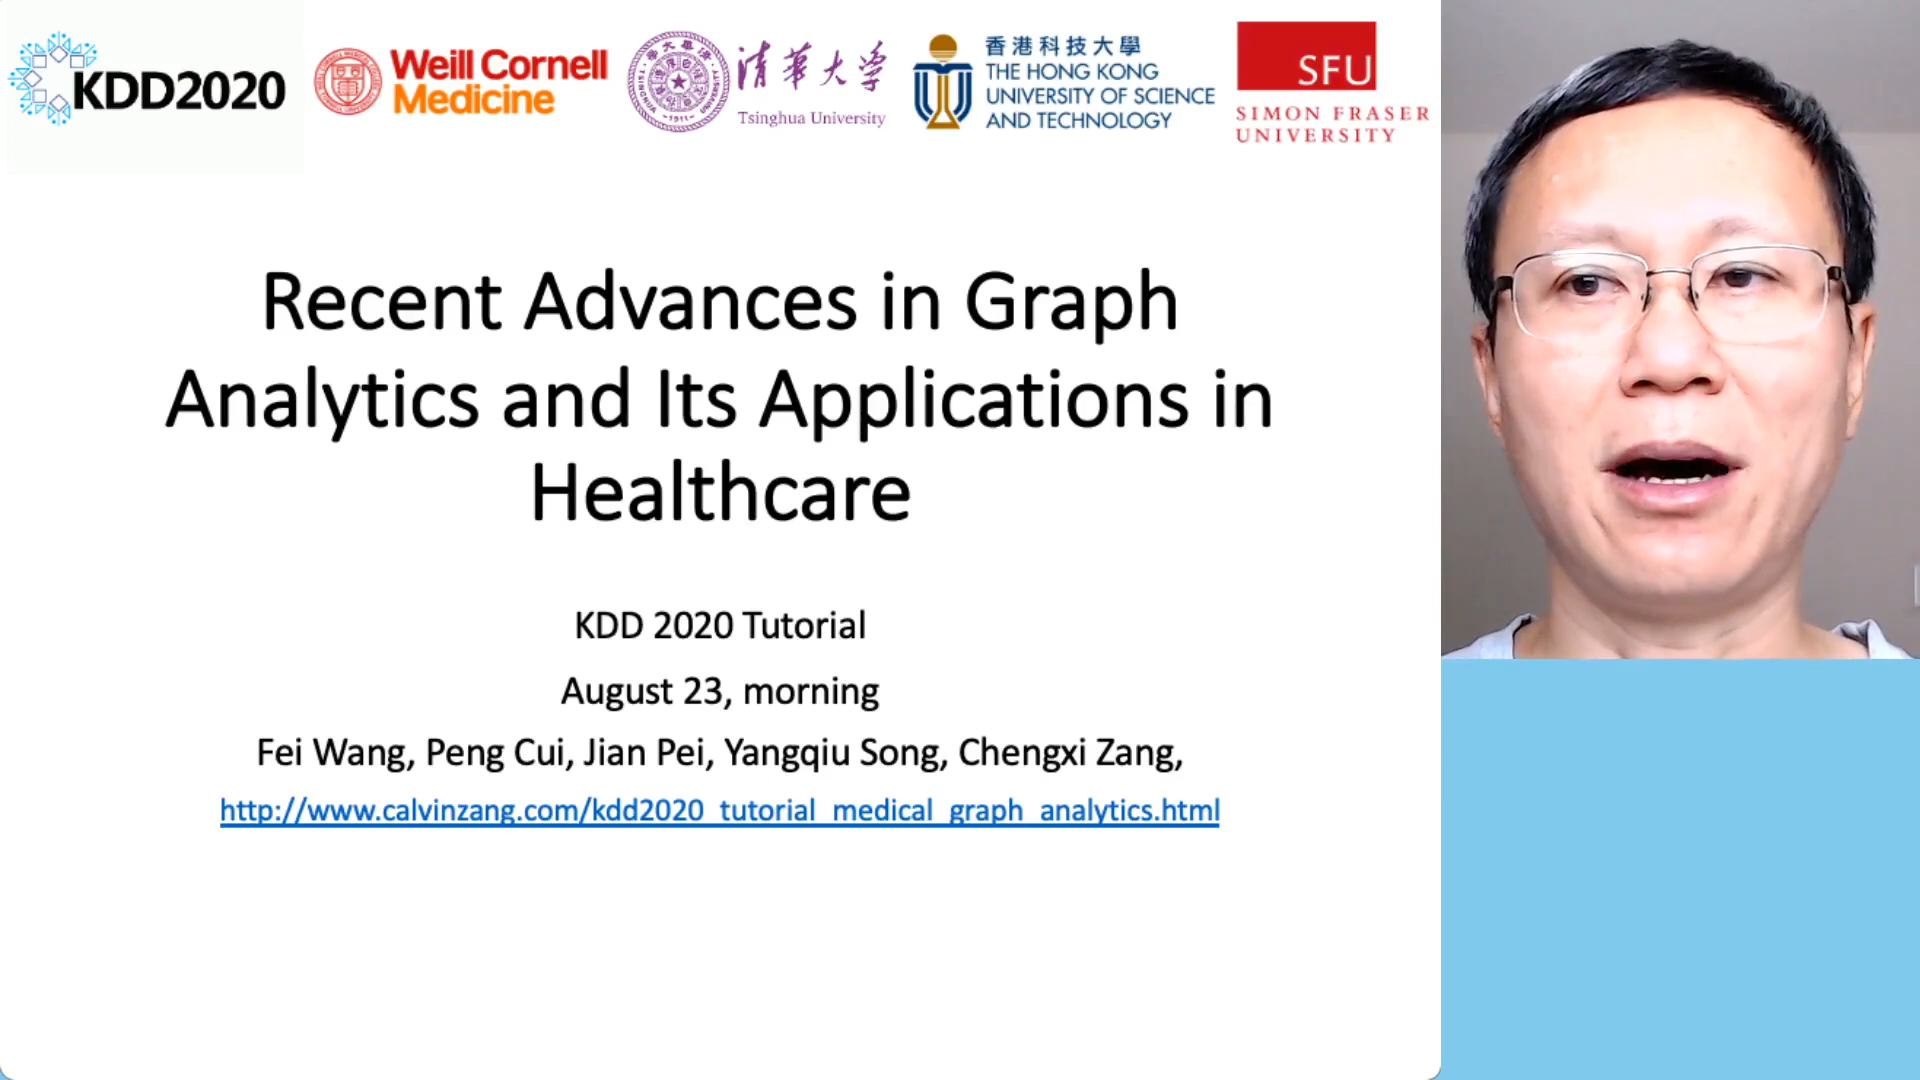 KDD2020
Weill Cornell
Medicine
清華大学
Tsinghua University
~1911~
香港科技大學
THE HONG KONG
UNIVERSITY OF SCIENCE
AND TECHNOLOGY
SFU
SIMON FRASER
UNIVERSITY
Recent Advances in Graph
Analytics and Its Applications in
Healthcare
KDD 2020 Tutorial
August 23, morning
Fei Wang, Peng Cui, Jian Pei, Yangqiu Song, Chengxi Zang,
http://www.calvinzang.com/kdd2020_tutorial_medical_graph_analytics.html